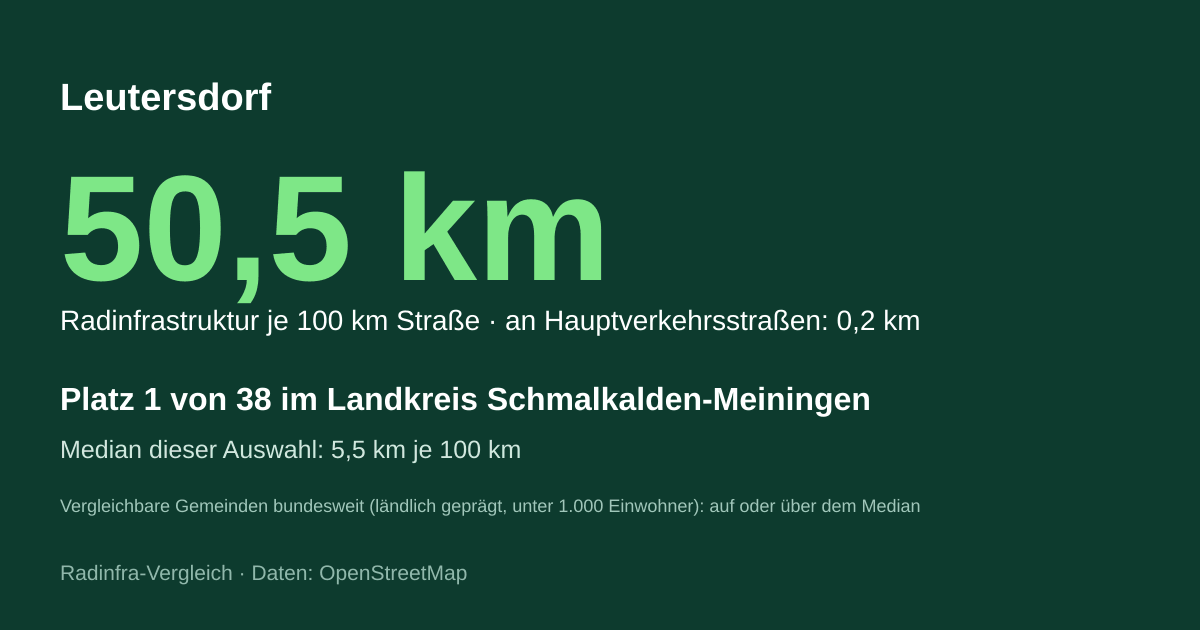 Leutersdorf
50,5 km
Radinfrastruktur je 100 km Straße · an Hauptverkehrsstraßen: 0,2 km
Platz 1 von 38 im Landkreis Schmalkalden-Meiningen
Median dieser Auswahl: 5,5 km je 100 km
Vergleichbare Gemeinden bundesweit (ländlich geprägt, unter 1.000 Einwohner): auf oder über dem Median
Radinfra-Vergleich · Daten: OpenStreetMap